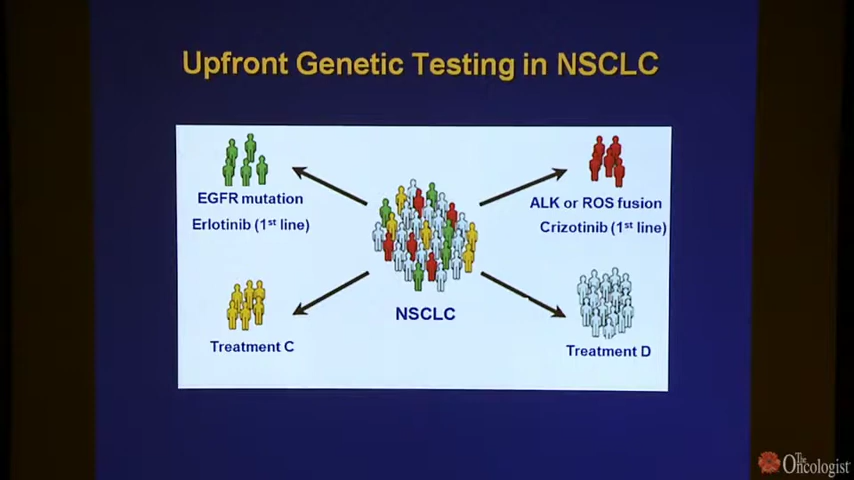 Upfront Genetic Testing in NSCLC
EGFR mutation
Erlotinib (1st line)
ALK or ROS fusion
Crizotinib (1st line)
NSCLC
Treatment C
Treatment D
The Oncologist